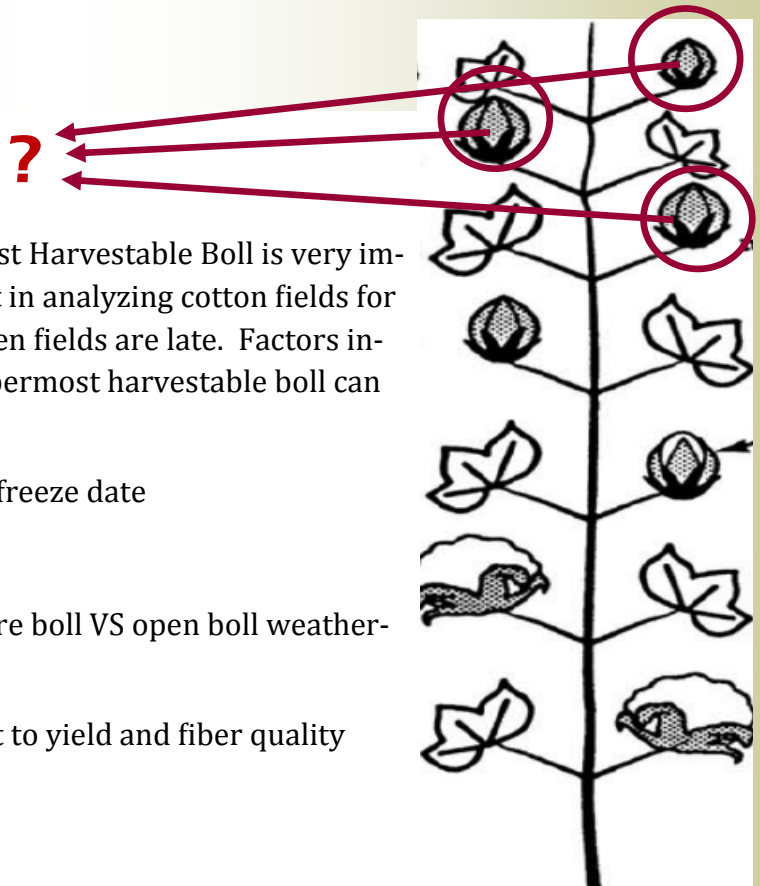 ?
st Harvestable Boll is very im-
t in analyzing cotton fields for
en fields are late. Factors in-
permost harvestable boll can
freeze date
re boll VS open boll weather-
t to yield and fiber quality